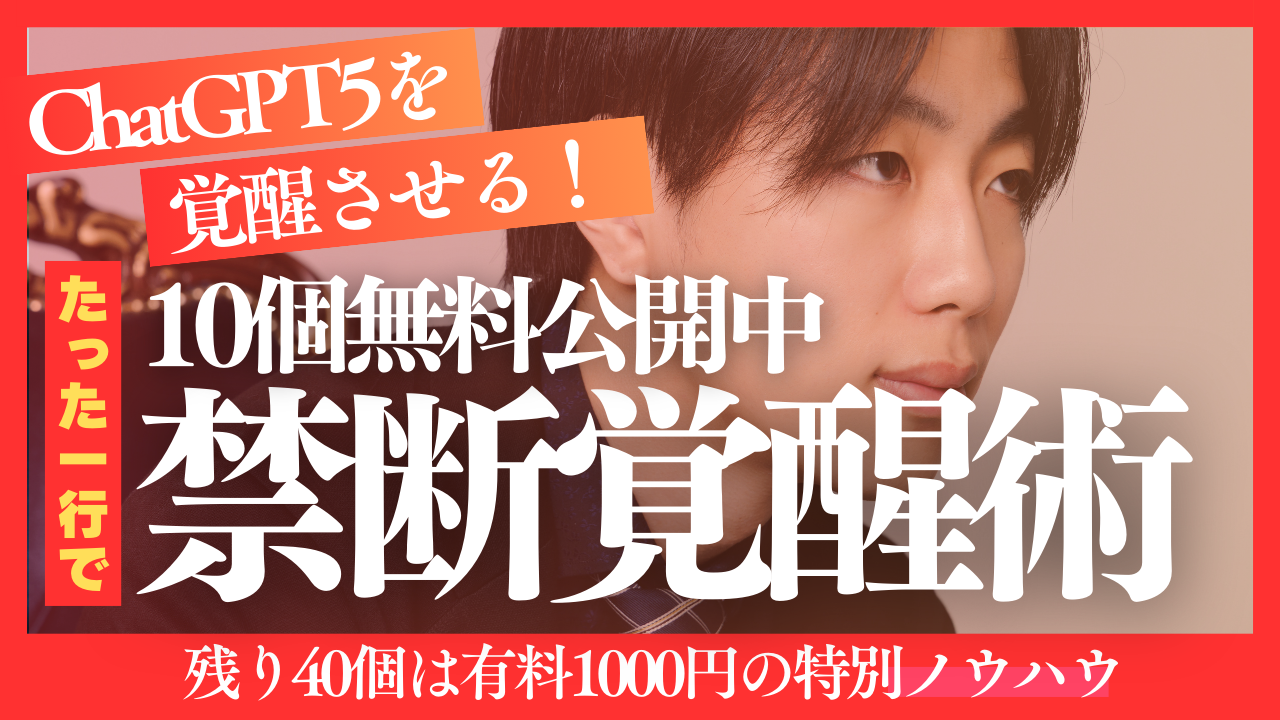 ChatGPT5を
覚醒させる！
たった一行で
10個無料公開中
禁断覚醒術
残り40個は有料1000円の特別ノウハウ